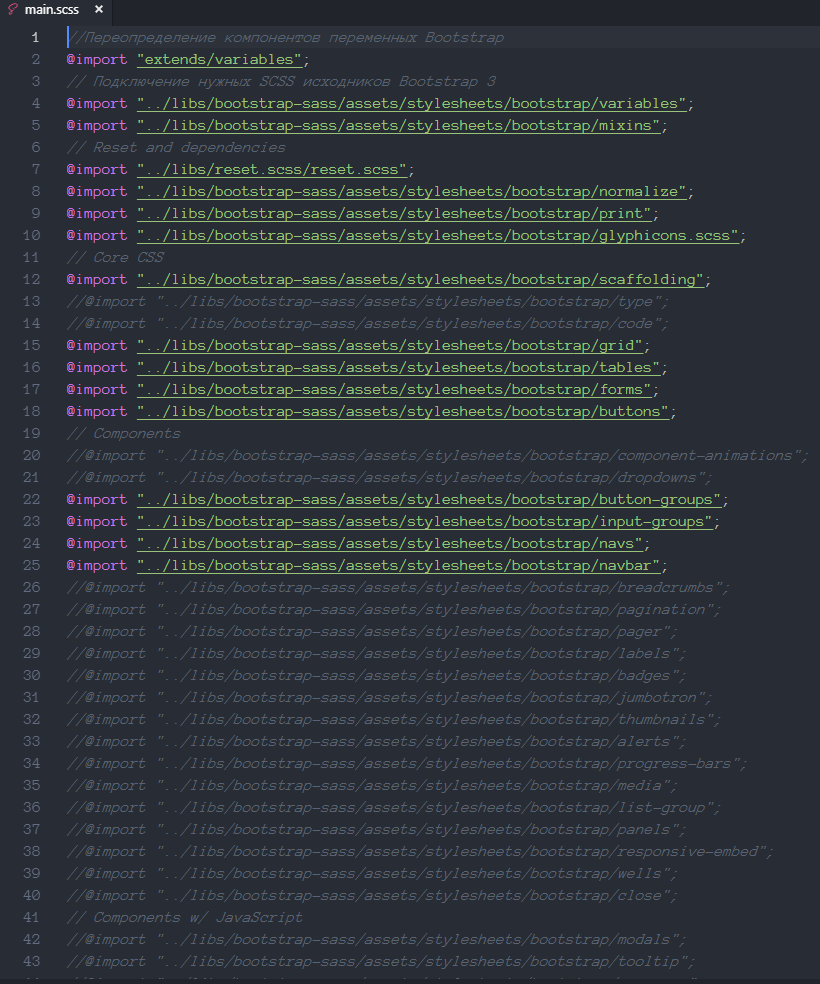 main.scss ×
1 //Переопределение компонентов переменных Bootstrap
2 @import "extends/variables";
3 // Подключение нужных SCSS исходников Bootstrap 3
4 @import "../libs/bootstrap-sass/assets/stylesheets/bootstrap/variables";
5 @import "../libs/bootstrap-sass/assets/stylesheets/bootstrap/mixins";
6 // Reset and dependencies
7 @import "../libs/reset.scss/reset.scss";
8 @import "../libs/bootstrap-sass/assets/stylesheets/bootstrap/normalize";
9 @import "../libs/bootstrap-sass/assets/stylesheets/bootstrap/print";
10 @import "../libs/bootstrap-sass/assets/stylesheets/bootstrap/glyphicons.scss";
11 // Core CSS
12 @import "../libs/bootstrap-sass/assets/stylesheets/bootstrap/scaffolding";
13 //@import "../libs/bootstrap-sass/assets/stylesheets/bootstrap/type";
14 //@import "../libs/bootstrap-sass/assets/stylesheets/bootstrap/code";
15 @import "../libs/bootstrap-sass/assets/stylesheets/bootstrap/grid";
16 @import "../libs/bootstrap-sass/assets/stylesheets/bootstrap/tables";
17 @import "../libs/bootstrap-sass/assets/stylesheets/bootstrap/forms";
18 @import "../libs/bootstrap-sass/assets/stylesheets/bootstrap/buttons";
19 // Components
20 //@import "../libs/bootstrap-sass/assets/stylesheets/bootstrap/component-animations";
21 //@import "../libs/bootstrap-sass/assets/stylesheets/bootstrap/dropdowns";
22 @import "../libs/bootstrap-sass/assets/stylesheets/bootstrap/button-groups";
23 @import "../libs/bootstrap-sass/assets/stylesheets/bootstrap/input-groups";
24 @import "../libs/bootstrap-sass/assets/stylesheets/bootstrap/navs";
25 @import "../libs/bootstrap-sass/assets/stylesheets/bootstrap/navbar";
26 //@import "../libs/bootstrap-sass/assets/stylesheets/bootstrap/breadcrumbs";
27 //@import "../libs/bootstrap-sass/assets/stylesheets/bootstrap/pagination";
28 //@import "../libs/bootstrap-sass/assets/stylesheets/bootstrap/pager";
29 //@import "../libs/bootstrap-sass/assets/stylesheets/bootstrap/labels";
30 //@import "../libs/bootstrap-sass/assets/stylesheets/bootstrap/badges";
31 //@import "../libs/bootstrap-sass/assets/stylesheets/bootstrap/jumbotron";
32 //@import "../libs/bootstrap-sass/assets/stylesheets/bootstrap/thumbnails";
33 //@import "../libs/bootstrap-sass/assets/stylesheets/bootstrap/alerts";
34 //@import "../libs/bootstrap-sass/assets/stylesheets/bootstrap/progress-bars";
35 //@import "../libs/bootstrap-sass/assets/stylesheets/bootstrap/media";
36 //@import "../libs/bootstrap-sass/assets/stylesheets/bootstrap/list-group";
37 //@import "../libs/bootstrap-sass/assets/stylesheets/bootstrap/panels";
38 //@import "../libs/bootstrap-sass/assets/stylesheets/bootstrap/responsive-embed";
39 //@import "../libs/bootstrap-sass/assets/stylesheets/bootstrap/wells";
40 //@import "../libs/bootstrap-sass/assets/stylesheets/bootstrap/close";
41 // Components w/ JavaScript
42 //@import "../libs/bootstrap-sass/assets/stylesheets/bootstrap/modals";
43 //@import "../libs/bootstrap-sass/assets/stylesheets/bootstrap/tooltip";